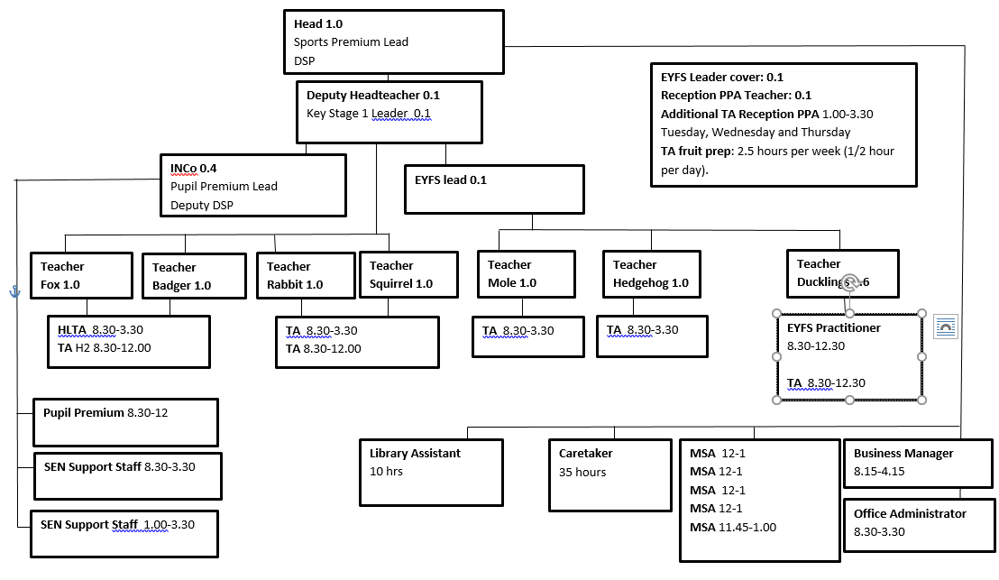 Head 1.0
Sports Premium Lead
DSP
Deputy Headteacher 0.1
Key Stage 1 Leader 0.1
EYFS Leader cover: 0.1
Reception PPA Teacher: 0.1
Additional TA Reception PPA 1.00-3.30
Tuesday, Wednesday and Thursday
TA fruit prep: 2.5 hours per week (1/2 hour
per day).
INCo 0.4
Pupil Premium Lead
Deputy DSP
EYFS lead 0.1
Teacher
Fox 1.0
Teacher
Badger 1.0
Teacher
Rabbit 1.0
Teacher
Squirrel 1.0
Teacher
Mole 1.0
Teacher
Hedgehog 1.0
Teacher
Ducklings .6
HLTA 8.30-3.30
TA H2 8.30-12.00
TA 8.30-3.30
TA 8.30-12.00
TA 8.30-3.30
TA 8.30-3.30
EYFS Practitioner
8.30-12.30
TA 8.30-12.30
Pupil Premium 8.30-12
SEN Support Staff 8.30-3.30
SEN Support Staff 1.00-3.30
Library Assistant
10 hrs
Caretaker
35 hours
MSA 12-1
MSA 12-1
MSA 12-1
MSA 12-1
MSA 11.45-1.00
Business Manager
8.15-4.15
Office Administrator
8.30-3.30